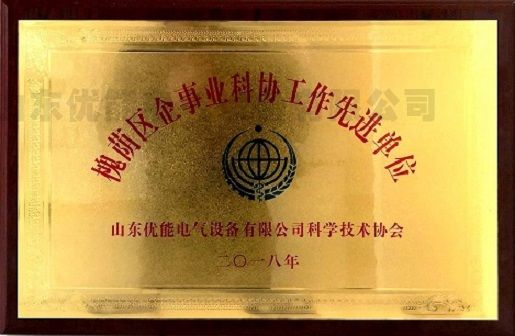 槐荫区企事业科协工作先进单位
山东优能电气设备有限公司科学技术协会
二〇一八年